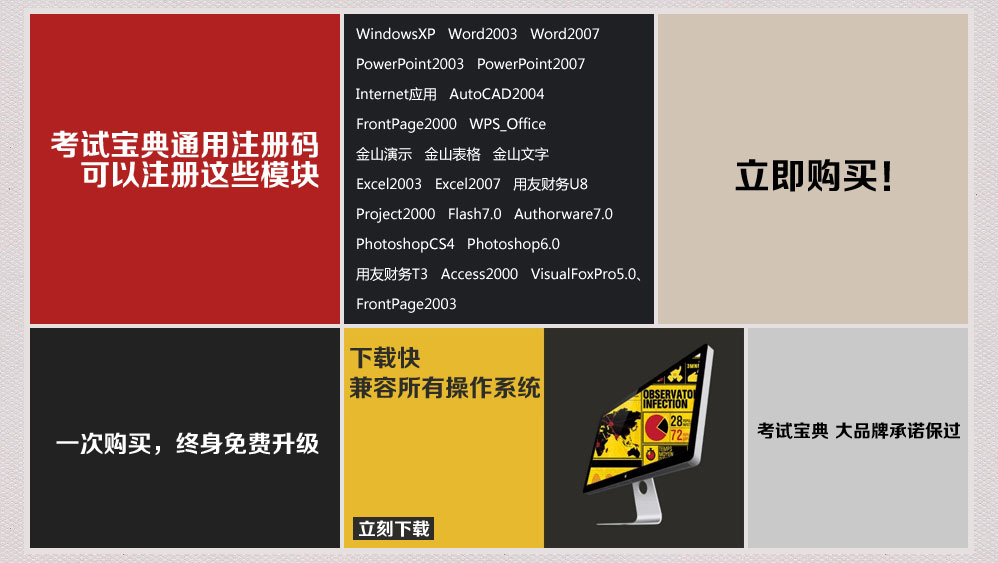 考试宝典通用注册码
可以注册这些模块
WindowsXP Word2003 Word2007
PowerPoint2003 PowerPoint2007
Internet应用 AutoCAD2004
FrontPage2000 WPS_Office
金山演示 金山表格 金山文字
Excel2003 Excel2007 用友财务U8
Project2000 Flash7.0 Authorware7.0
PhotoshopCS4 Photoshop6.0
用友财务T3 Access2000 VisualFoxPro5.0、
FrontPage2003
立即购买！
一次购买，终身免费升级
下载快
兼容所有操作系统
立刻下载
INFECTION
28
72
考试宝典 大品牌承诺保过